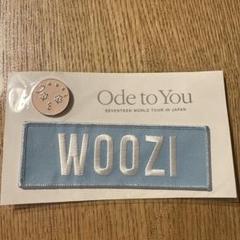 Ode to You
SEVENTEEN WORLD TOUR IN JAPAN
WOOZI